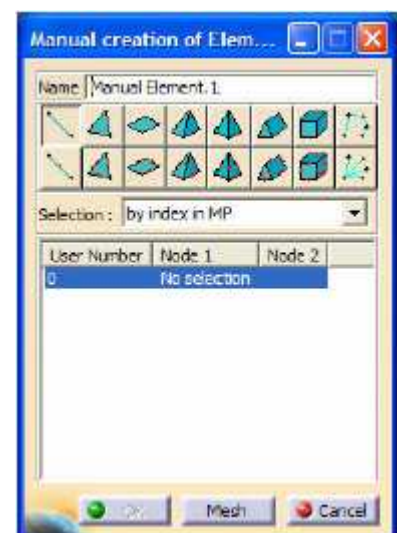 Manual creation of Elem...
Name Manual Element.1
Selection : by index in MP
User Number Node 1 Node 2
0 No selection
OK Mesh Cancel